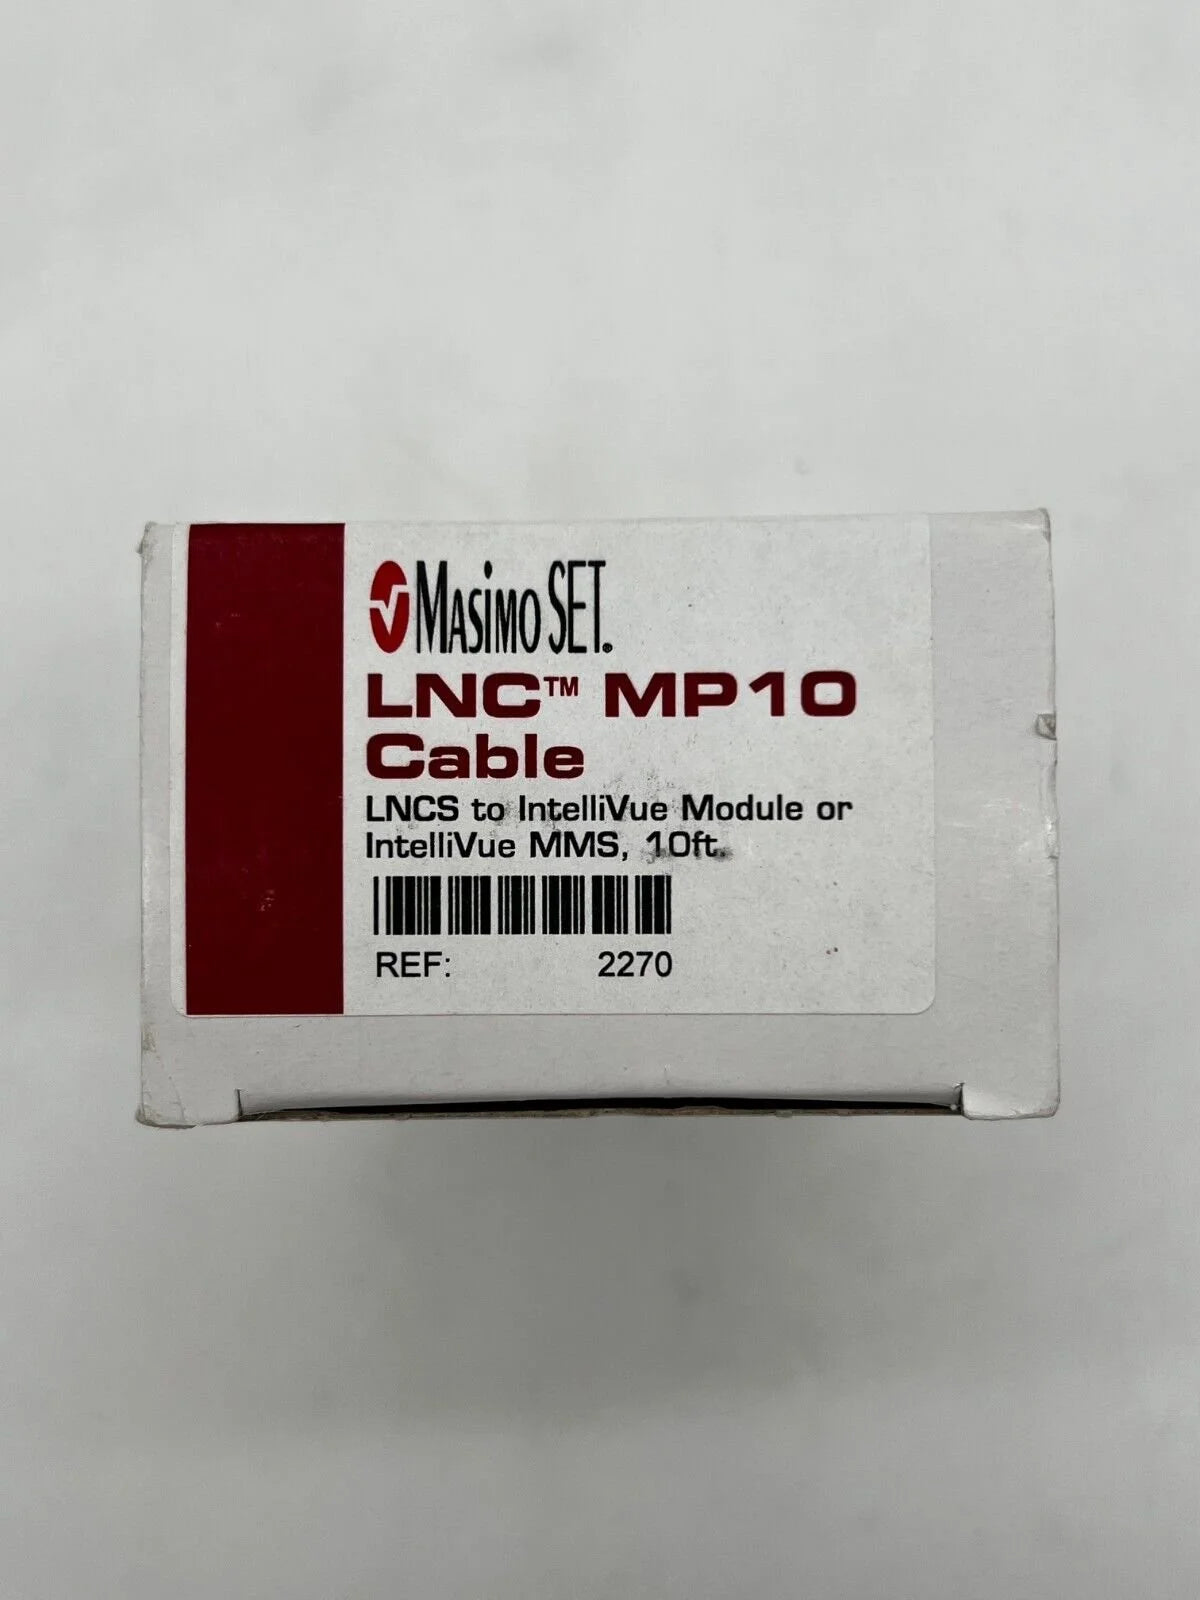 Masimo SET®
LNC™ MP10
Cable
LNCS to IntelliVue Module or
IntelliVue MMS, 10ft.
REF: 2270